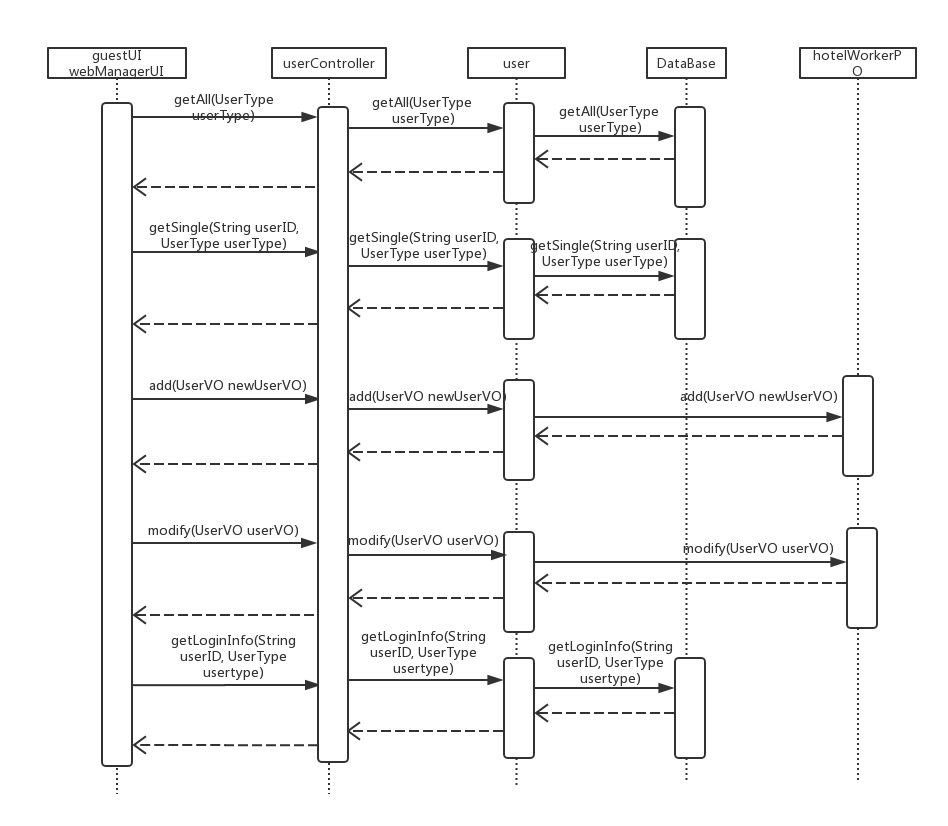 guestUI
webManagerUI
userController
user
DataBase
hotelWorkerP
O
getAll(UserType
userType)
getAll(UserType
userType)
getAll(UserType
userType)
getSingle(String userID,
UserType userType)
getSingle(String userID,
UserType userType)
getSingle(String userID,
UserType userType)
add(UserVO newUserVO)
add(UserVO newUserVO)
add(UserVO newUserVO)
modify(UserVO userVO)
modify(UserVO userVO)
modify(UserVO userVO)
getLoginInfo(String
userID, UserType
usertype)
getLoginInfo(String
userID, UserType
usertype)
getLoginInfo(String
userID, UserType
usertype)